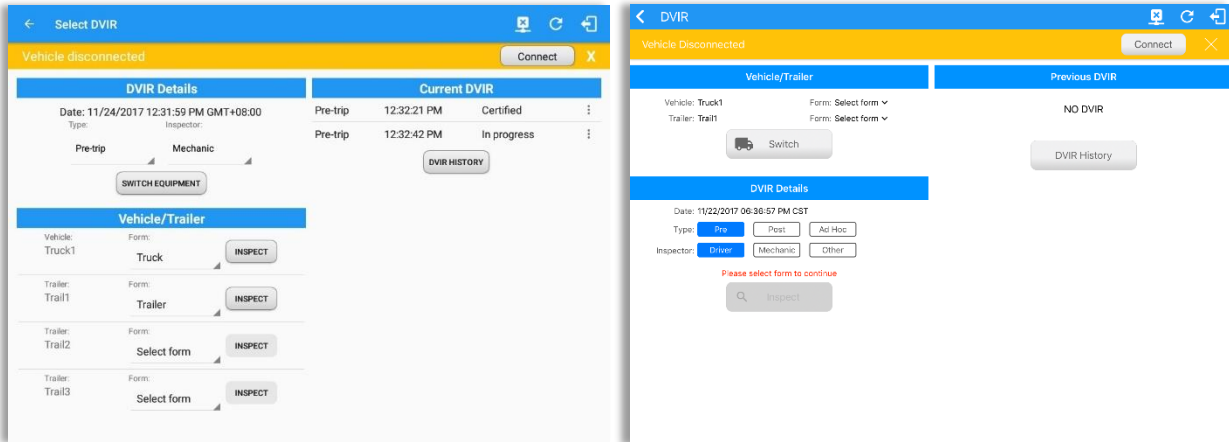 Select DVIR
Vehicle disconnected
Connect
X
DVIR Details
Date: 11/24/2017 12:31:59 PM GMT+08:00
Type: Inspector:
Pre-trip Mechanic
SWITCH EQUIPMENT
Vehicle/Trailer
Vehicle: Form:
Truck1 Truck INSPECT
Trailer: Form:
Trail1 Trailer INSPECT
Trailer: Form:
Trail2 Select form INSPECT
Trailer: Form:
Trail3 Select form INSPECT
Current DVIR
Pre-trip 12:32:21 PM Certified
Pre-trip 12:32:42 PM In progress
DVIR HISTORY
DVIR
Vehicle Disconnected
Connect
Vehicle/Trailer
Vehicle: Truck1 Form: Select form
Trailer: Trail1 Form: Select form
Switch
DVIR Details
Date: 11/22/2017 06:36:57 PM CST
Type: Pre Post Ad Hoc
Inspector: Driver Mechanic Other
Please select form to continue
Inspect
Previous DVIR
NO DVIR
DVIR History